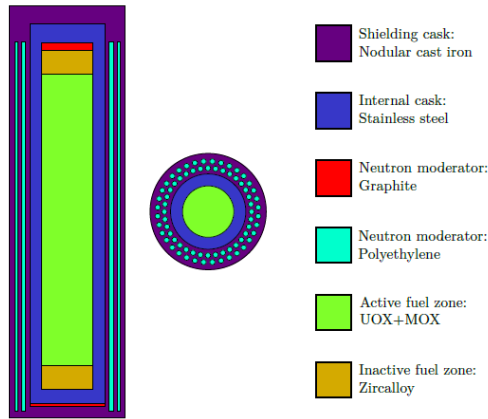 Shielding cask:
Nodular cast iron
Internal cask:
Stainless steel
Neutron moderator:
Graphite
Neutron moderator:
Polyethylene
Active fuel zone:
UOX+MOX
Inactive fuel zone:
Zircalloy